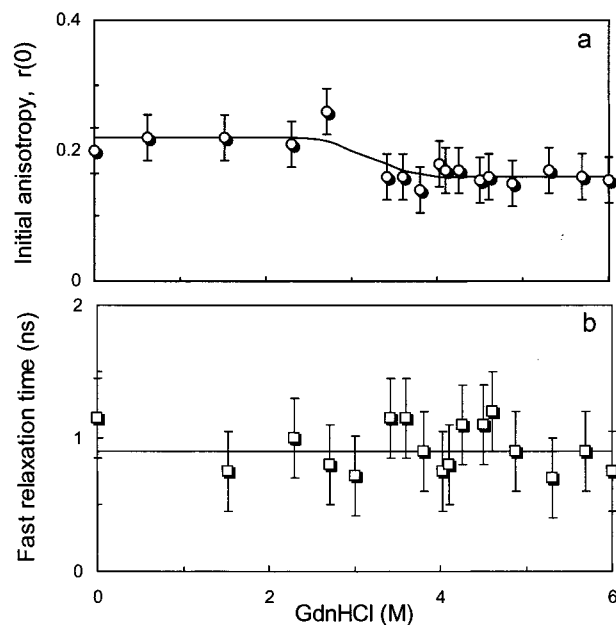 0.4
a
0.2
0
Initial anisotropy, r(0)
2
b
1
0
Fast relaxation time (ns)
0 2 4 6
GdnHCl (M)